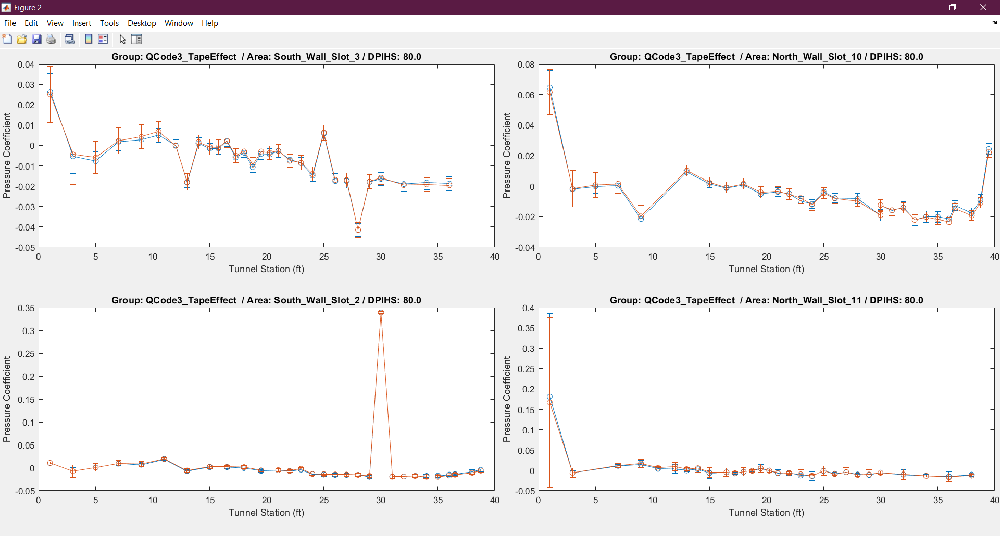 Figure 2
File Edit View Insert Tools Desktop Window Help
Group: QCode3_TapeEffect / Area: South_Wall_Slot_3 / DPIHS: 80.0
0.04
0.03
0.02
0.01
0
-0.01
-0.02
-0.03
-0.04
-0.05
Pressure Coefficient
0 5 10 15 20 25 30 35 40
Tunnel Station (ft)
Group: QCode3_TapeEffect / Area: North_Wall_Slot_10 / DPIHS: 80.0
0.08
0.06
0.04
0.02
0
-0.02
-0.04
Pressure Coefficient
0 5 10 15 20 25 30 35 40
Tunnel Station (ft)
Group: QCode3_TapeEffect / Area: South_Wall_Slot_2 / DPIHS: 80.0
0.35
0.3
0.25
0.2
0.15
0.1
0.05
0
-0.05
Pressure Coefficient
0 5 10 15 20 25 30 35 40
Tunnel Station (ft)
Group: QCode3_TapeEffect / Area: North_Wall_Slot_11 / DPIHS: 80.0
0.4
0.35
0.3
0.25
0.2
0.15
0.1
0.05
0
-0.05
Pressure Coefficient
0 5 10 15 20 25 30 35 40
Tunnel Station (ft)